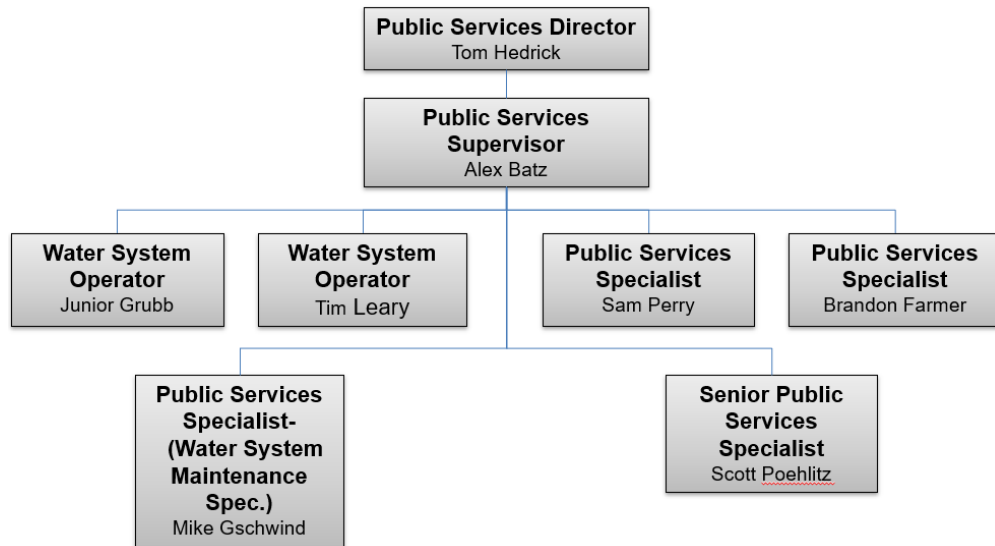 Public Services Director
Tom Hedrick
Public Services
Supervisor
Alex Batz
Water System
Operator
Junior Grubb
Water System
Operator
Tim Leary
Public Services
Specialist
Sam Perry
Public Services
Specialist
Brandon Farmer
Public Services
Specialist-
(Water System
Maintenance
Spec.)
Mike Gschwind
Senior Public
Services
Specialist
Scott Poehlitz